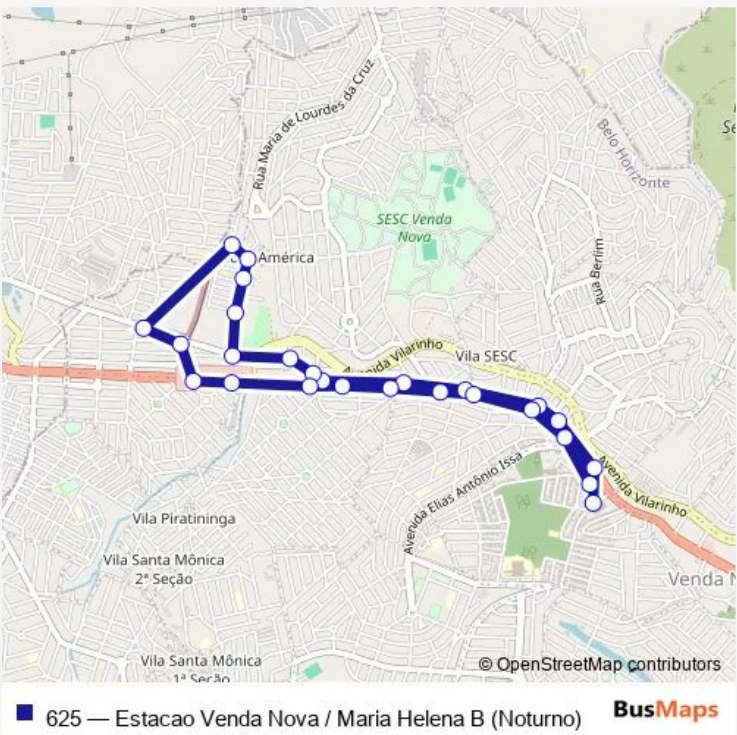 Rua Maria de Lourdes da Cruz
Belo Horizonte
Se
SESC Venda
Nova
América
Rua Berlim
Avenida Vilarinho
Vila SESC
Avenida Elias Antônio Issa
Avenida Vilarinho
Vila Piratininga
Vila Santa Mônica
2ª Seção
Venda N
Vila Santa Mônica
1ª Seção
© OpenStreetMap contributors
625 — Estacao Venda Nova / Maria Helena B (Noturno)
BusMaps